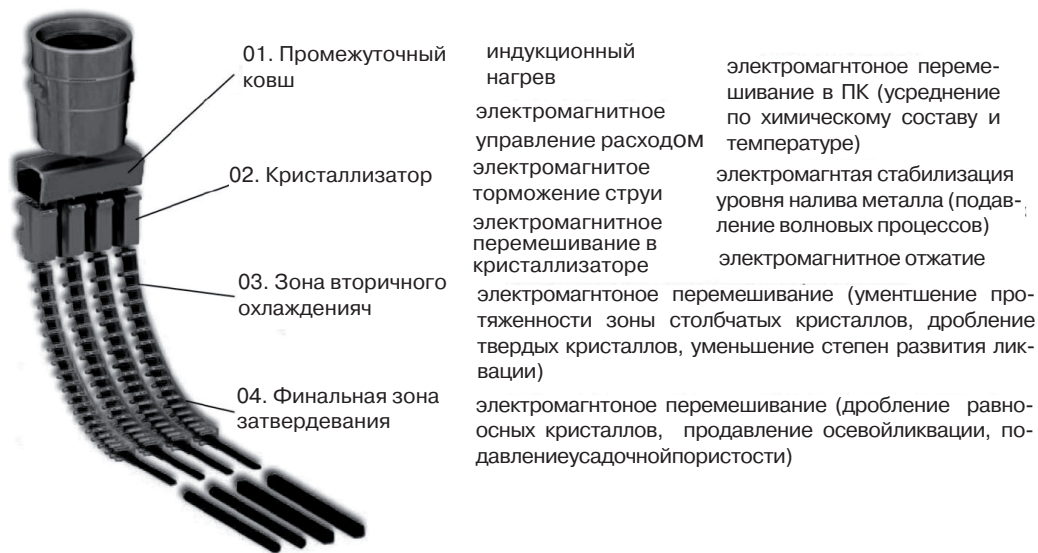 01. Промежуточный
ковш
02. Кристаллизатор
03. Зона вторичного
охлажденияч
04. Финальная зона
затвердевания
индукционный
нагрев
электромагнитное
управление расходом
электромагнитое
торможение струи
электромагнитное
перемешивание в
кристаллизаторе
электромагнтоное переме-
шивание в ПК (усреднение
по химическому составу и
температуре)
электромагнтая стабилизация
уровня налива металла (подав-
ление волновых процессов)
электромагнитное отжатие
электромагнтоное перемешивание (ументшение про-
тяженности зоны столбчатых кристаллов, дробление
твердых кристаллов, уменьшение степен развития лик-
вации)
электромагнтоное перемешивание (дробление равно-
осных кристаллов, продавление осевойликвации, по-
давлениеусадочнойпористости)